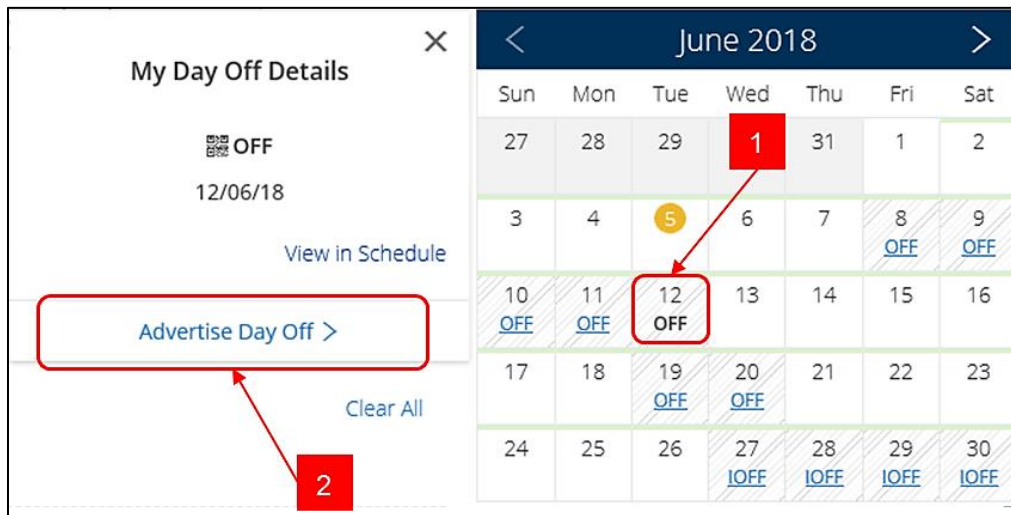 My Day Off Details
OFF
12/06/18
View in Schedule
Advertise Day Off >
Clear All
2
< June 2018 >
Sun Mon Tue Wed Thu Fri Sat
27 28 29 1 31 1 2
3 4 5 6 7 8 9
OFF OFF
10 11 12 13 14 15 16
OFF OFF OFF
17 18 19 20 21 22 23
OFF OFF
24 25 26 27 28 29 30
IOFF IOFF IOFF IOFF